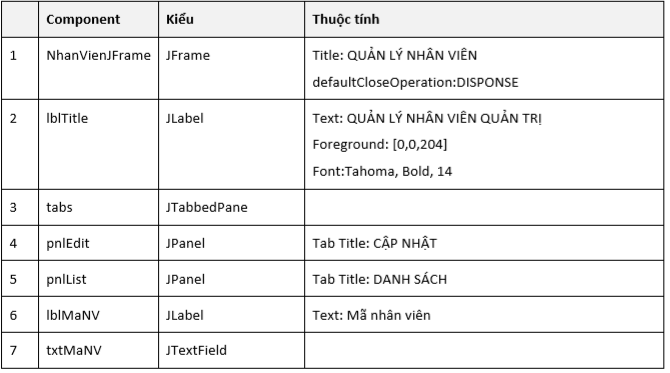 Component Kiểu Thuộc tính
1 NhanVienJFrame JFrame Title: QUẢN LÝ NHÂN VIÊN
defaultCloseOperation:DISPONSE
2 lblTitle JLabel Text: QUẢN LÝ NHÂN VIÊN QUẢN TRỊ
Foreground: [0,0,204]
Font:Tahoma, Bold, 14
3 tabs JTabbedPane
4 pnlEdit JPanel Tab Title: CẬP NHẬT
5 pnlList JPanel Tab Title: DANH SÁCH
6 lblMaNV JLabel Text: Mã nhân viên
7 txtMaNV JTextField